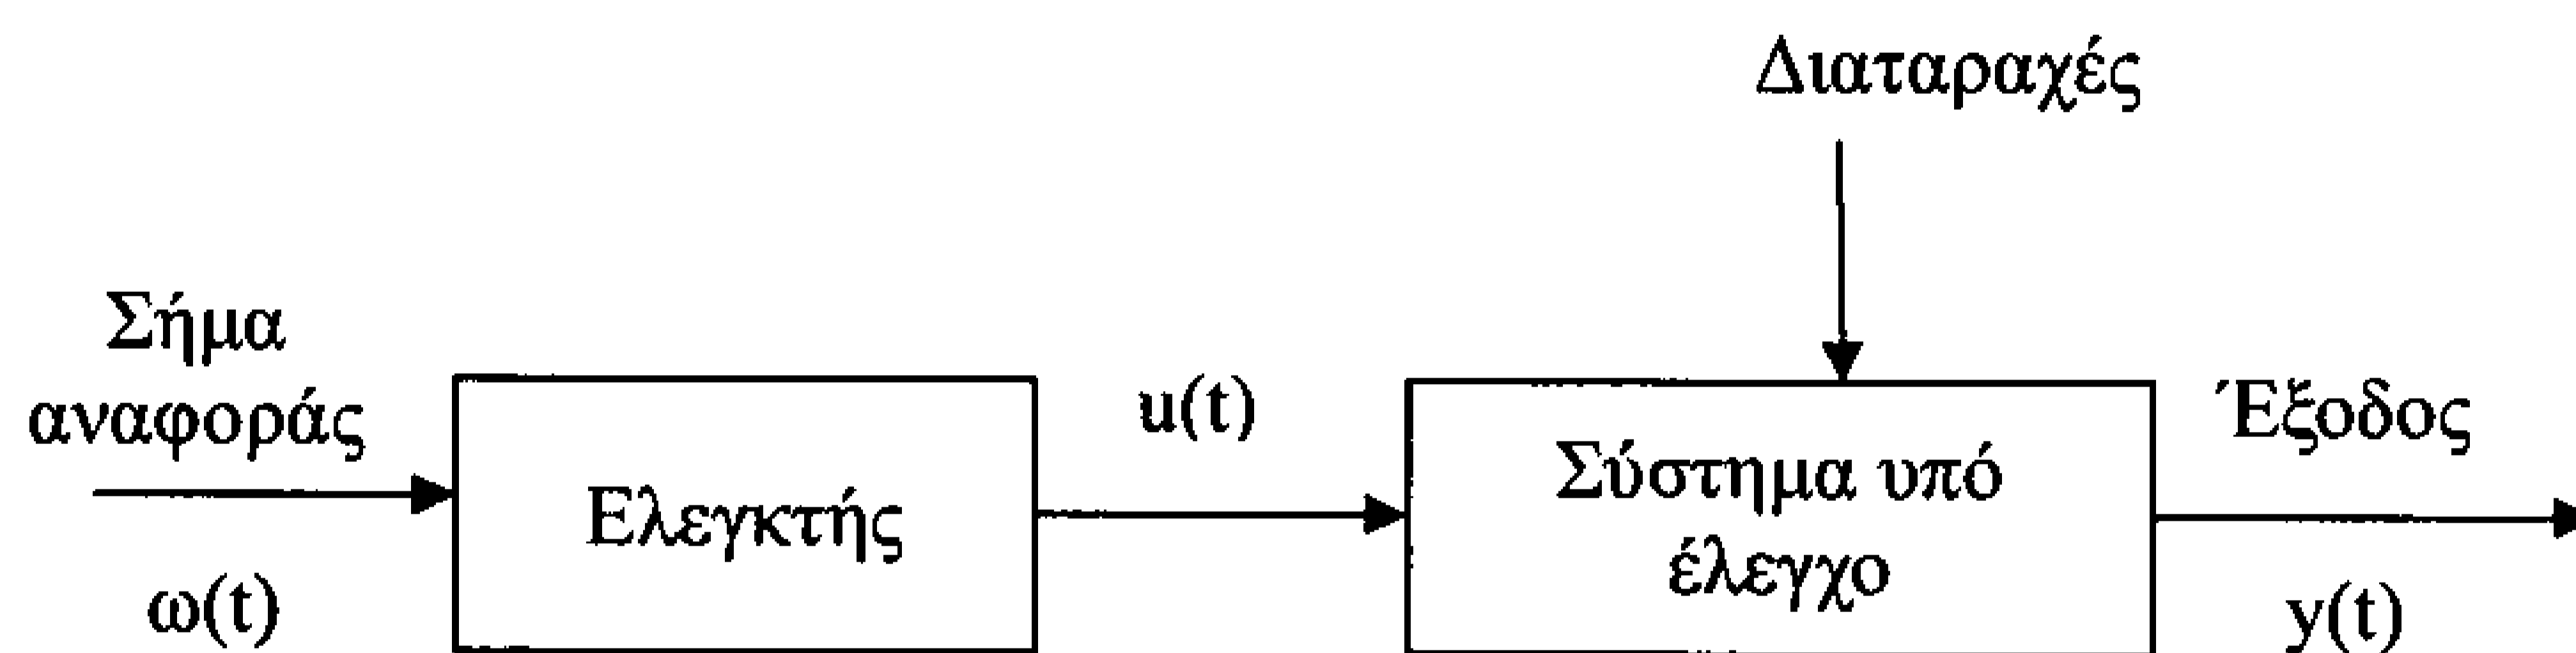 Διαταραχές
Σήμα
αναφοράς
ω(t)
Ελεγκτής
u(t)
Σύστημα υπό
έλεγχο
Έξοδος
y(t)